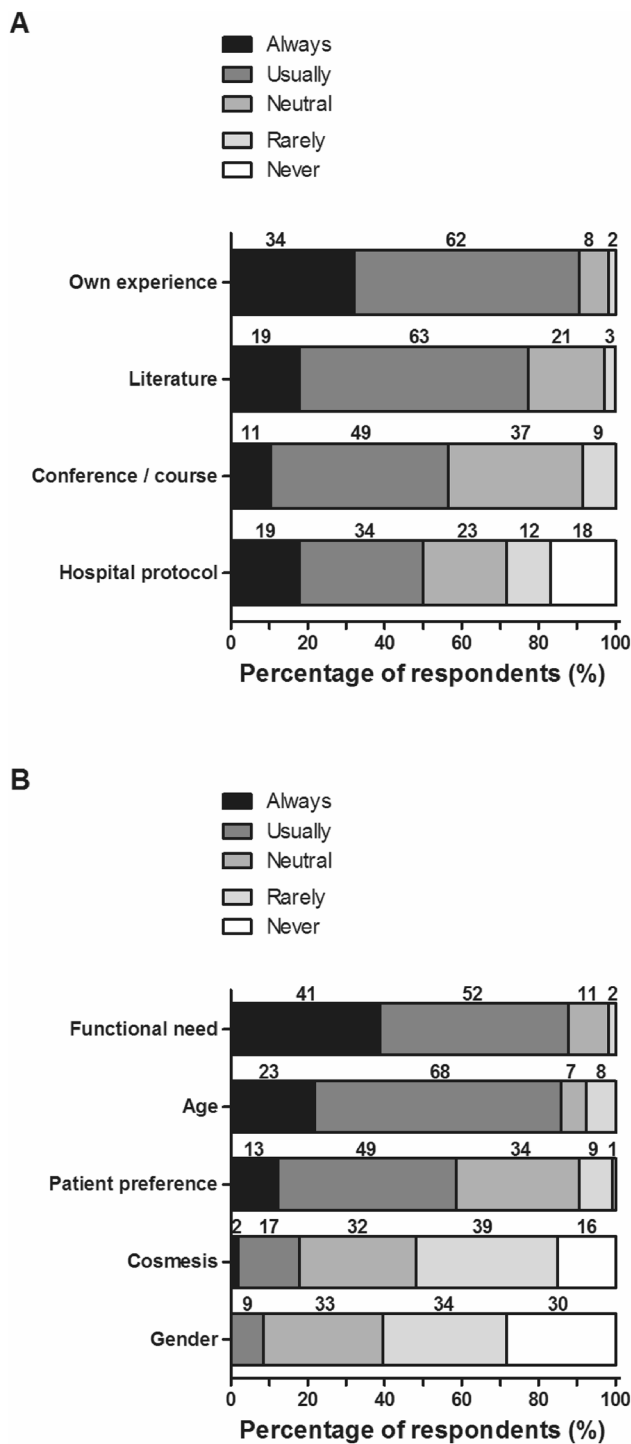 A
Always
Usually
Neutral
Rarely
Never
34 62 8 2
Own experience
19 63 21 3
Literature
11 49 37 9
Conference / course
19 34 23 12 18
Hospital protocol
0 20 40 60 80 100
Percentage of respondents (%)
B
Always
Usually
Neutral
Rarely
Never
41 52 11 2
Functional need
23 68 7 8
Age
13 49 34 9 1
Patient preference
2 17 32 39 16
Cosmesis
9 33 34 30
Gender
0 20 40 60 80 100
Percentage of respondents (%)